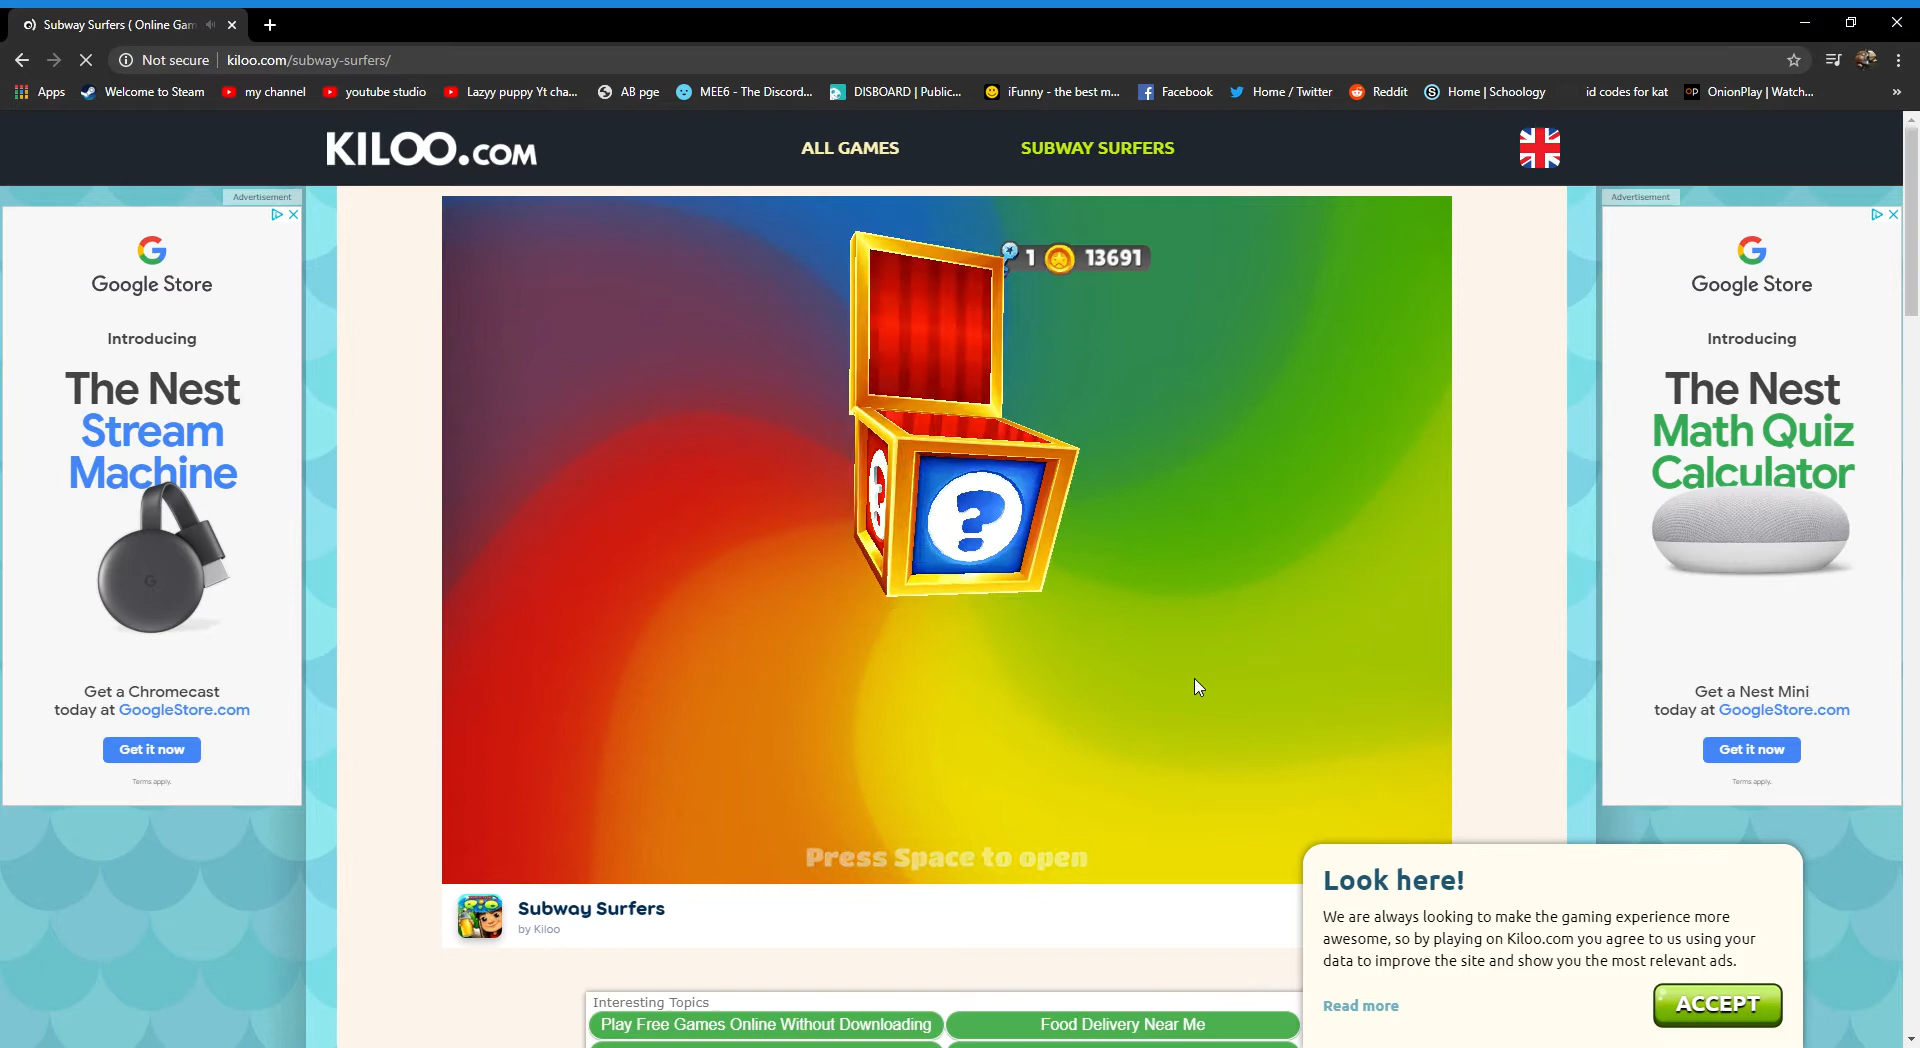 Subway Surfers ( Online Gam
Not secure
kiloo.com/subway-surfers/
Apps Welcome to Steam my channel youtube studio Lazyy puppy Yt cha... AB pge MEE6 - The Discord... DISBOARD | Public... iFunny - the best m... Facebook Home / Twitter Reddit Home | Schoology id codes for kat OnionPlay | Watch... »
KILOO.COM
ALL GAMES
SUBWAY SURFERS
Advertisement
Google Store
Introducing
The Nest
Stream
Machine
Get a Chromecast
today at GoogleStore.com
Get it now
Terms apply.
1 13691
?
Press Space to open
Subway Surfers
by Kiloo
Interesting Topics
Play Free Games Online Without Downloading
Food Delivery Near Me
Advertisement
Google Store
Introducing
The Nest
Math Quiz
Calculator
Get a Nest Mini
today at GoogleStore.com
Get it now
Terms apply.
Look here!
We are always looking to make the gaming experience more
awesome, so by playing on Kiloo.com you agree to us using your
data to improve the site and show you the most relevant ads.
Read more
ACCEPT